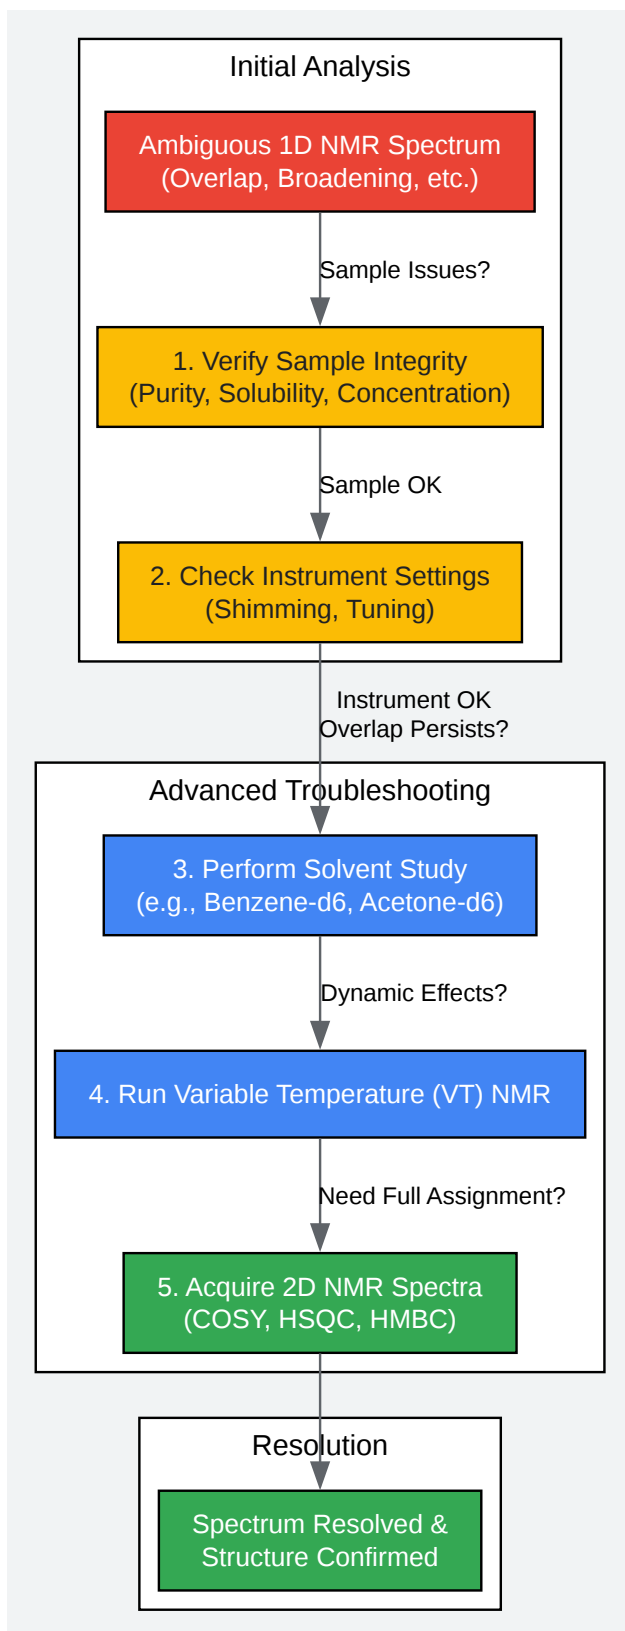 Initial Analysis
Ambiguous 1D NMR Spectrum
(Overlap, Broadening, etc.)
Sample Issues?
1. Verify Sample Integrity
(Purity, Solubility, Concentration)
Sample OK
2. Check Instrument Settings
(Shimming, Tuning)
Instrument OK
Overlap Persists?
Advanced Troubleshooting
3. Perform Solvent Study
(e.g., Benzene-d6, Acetone-d6)
Dynamic Effects?
4. Run Variable Temperature (VT) NMR
Need Full Assignment?
5. Acquire 2D NMR Spectra
(COSY, HSQC, HMBC)
Resolution
Spectrum Resolved &
Structure Confirmed